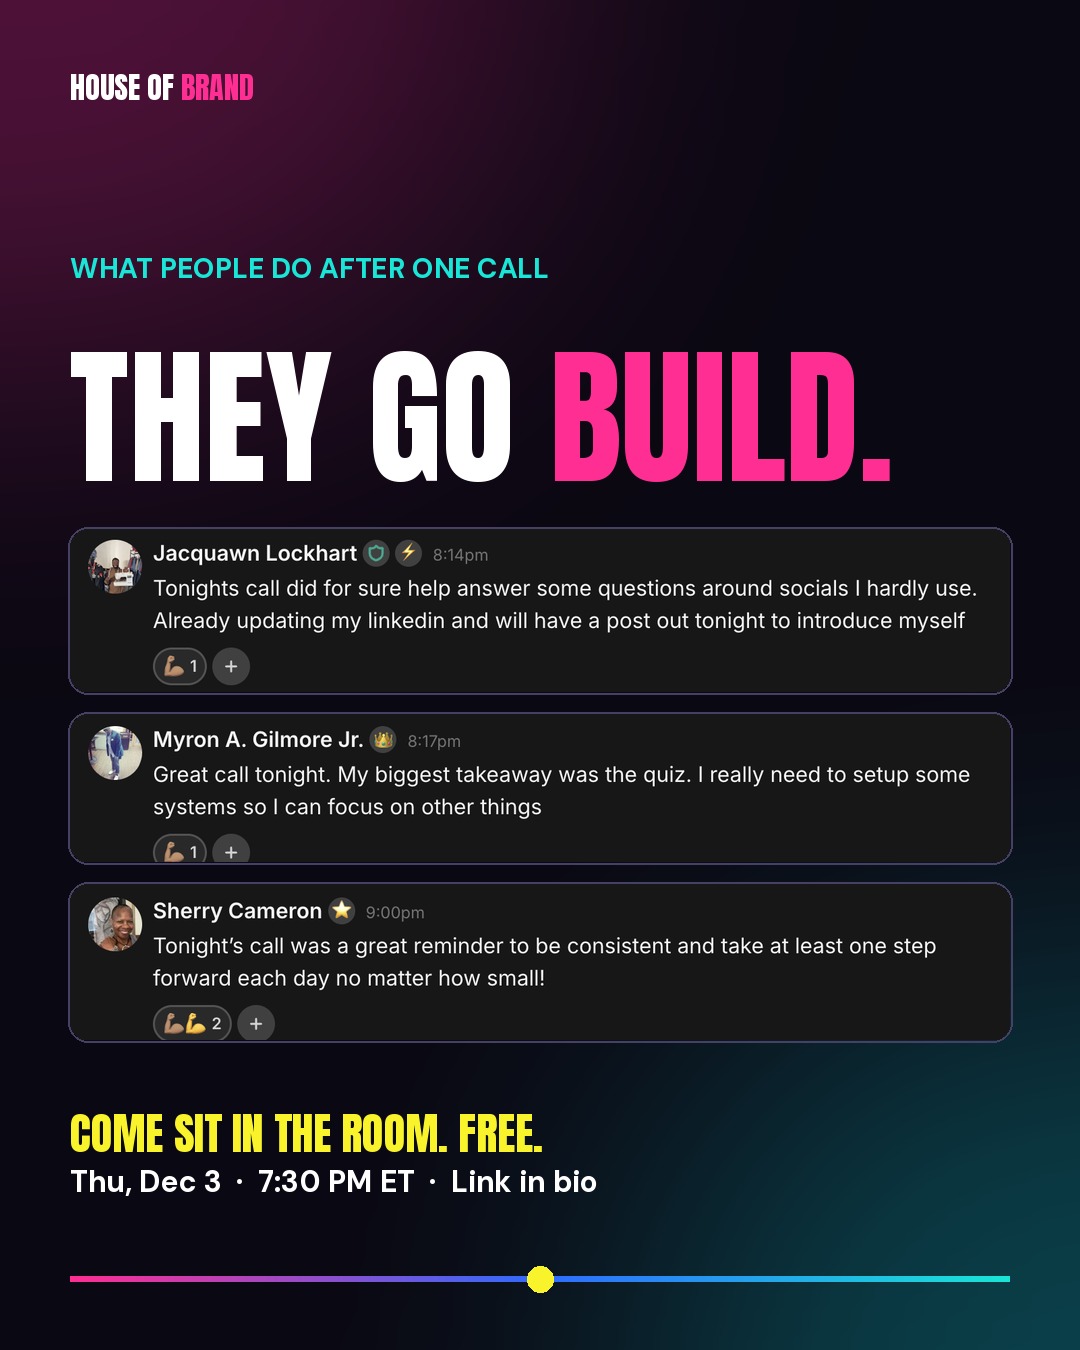 HOUSE OF BRAND
WHAT PEOPLE DO AFTER ONE CALL
THEY GO BUILD.
Jacquawn Lockhart 8:14pm
Tonights call did for sure help answer some questions around socials I hardly use.
Already updating my linkedin and will have a post out tonight to introduce myself
💪🏽 1 +
Myron A. Gilmore Jr. 8:17pm
Great call tonight. My biggest takeaway was the quiz. I really need to setup some
systems so I can focus on other things
💪🏽 1 +
Sherry Cameron 9:00pm
Tonight’s call was a great reminder to be consistent and take at least one step
forward each day no matter how small!
💪🏽💪 2 +
COME SIT IN THE ROOM. FREE.
Thu, Dec 3 · 7:30 PM ET · Link in bio